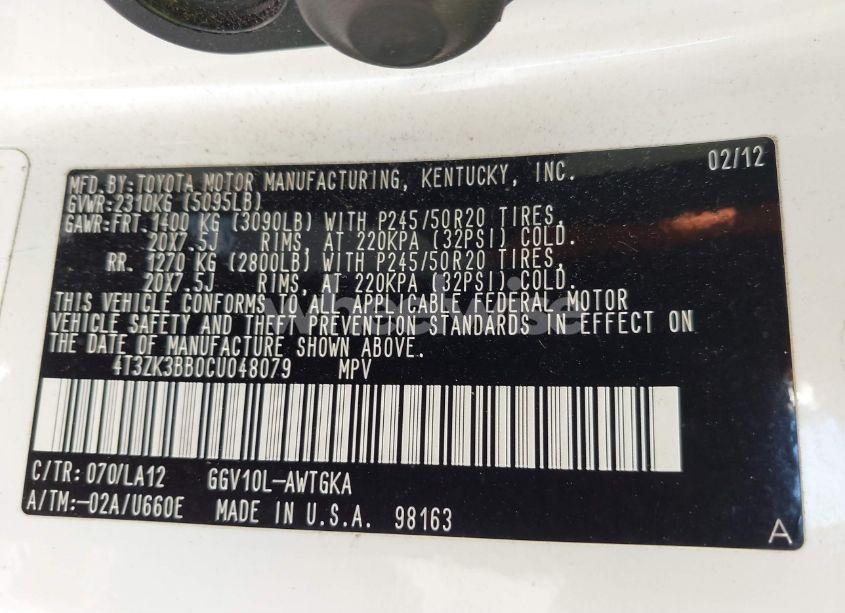 MFD.BY:TOYOTA MOTOR MANUFACTURING, KENTUCKY, INC. 02/12
GVWR:2310KG (5095LB)
GAWR:FRT.1400 KG (3090LB) WITH P245/50R20 TIRES,
20X7.5J RIMS, AT 220KPA (32PSI) COLD.
RR. 1270 KG (2800LB) WITH P245/50R20 TIRES,
20X7.5J RIMS, AT 220KPA (32PSI) COLD.
THIS VEHICLE CONFORMS TO ALL APPLICABLE FEDERAL MOTOR
VEHICLE SAFETY AND THEFT PREVENTION STANDARDS IN EFFECT ON
THE DATE OF MANUFACTURE SHOWN ABOVE.
4T3ZK3BB0CU048079 MPV
C/TR:070/LA12 GGV10L-AWTGKA
A/TM:-02A/U660E MADE IN U.S.A. 98163
A